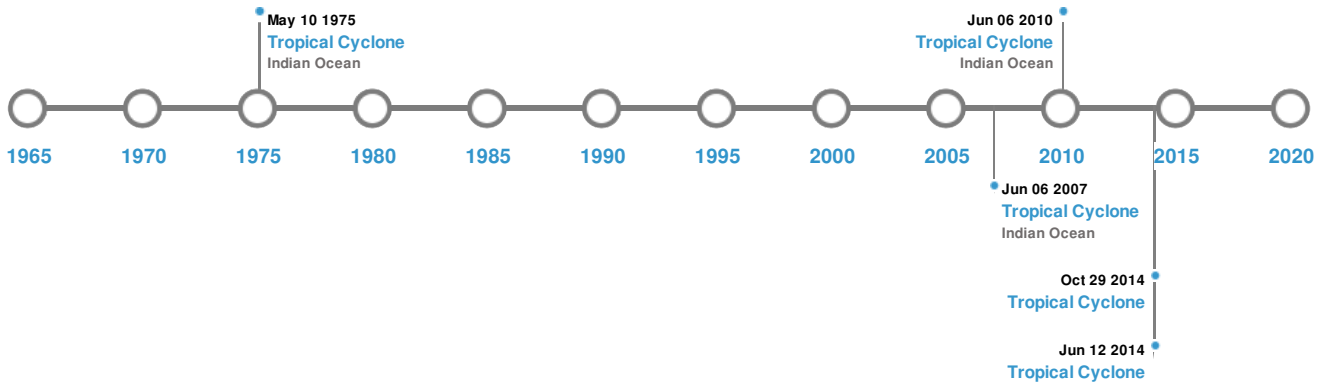 May 10 1975
Tropical Cyclone
Indian Ocean
Jun 06 2010
Tropical Cyclone
Indian Ocean
1965 1970 1975 1980 1985 1990 1995 2000 2005 2010 2015 2020
Jun 06 2007
Tropical Cyclone
Indian Ocean
Oct 29 2014
Tropical Cyclone
Jun 12 2014
Tropical Cyclone